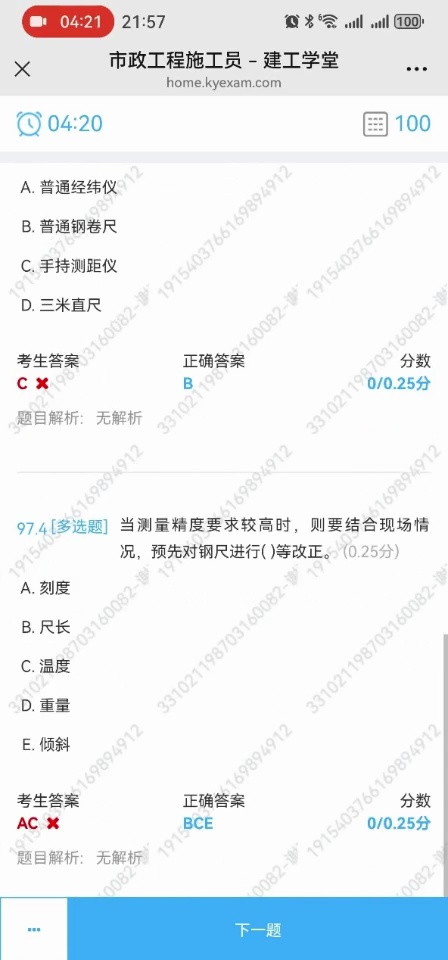 04:21 21:57 100
市政工程施工员 – 建工学堂
home.kyexam.com
04:20 100
A. 普通经纬仪
B. 普通钢卷尺
C. 手持测距仪
D. 三米直尺
考生答案 正确答案 分数
C ✖ B 0/0.25分
题目解析: 无解析
97.4 [多选题] 当测量精度要求较高时，则要结合现场情
况，预先对钢尺进行( )等改正。(0.25分)
A. 刻度
B. 尺长
C. 温度
D. 重量
E. 倾斜
考生答案 正确答案 分数
AC ✖ BCE 0/0.25分
题目解析: 无解析
下一题